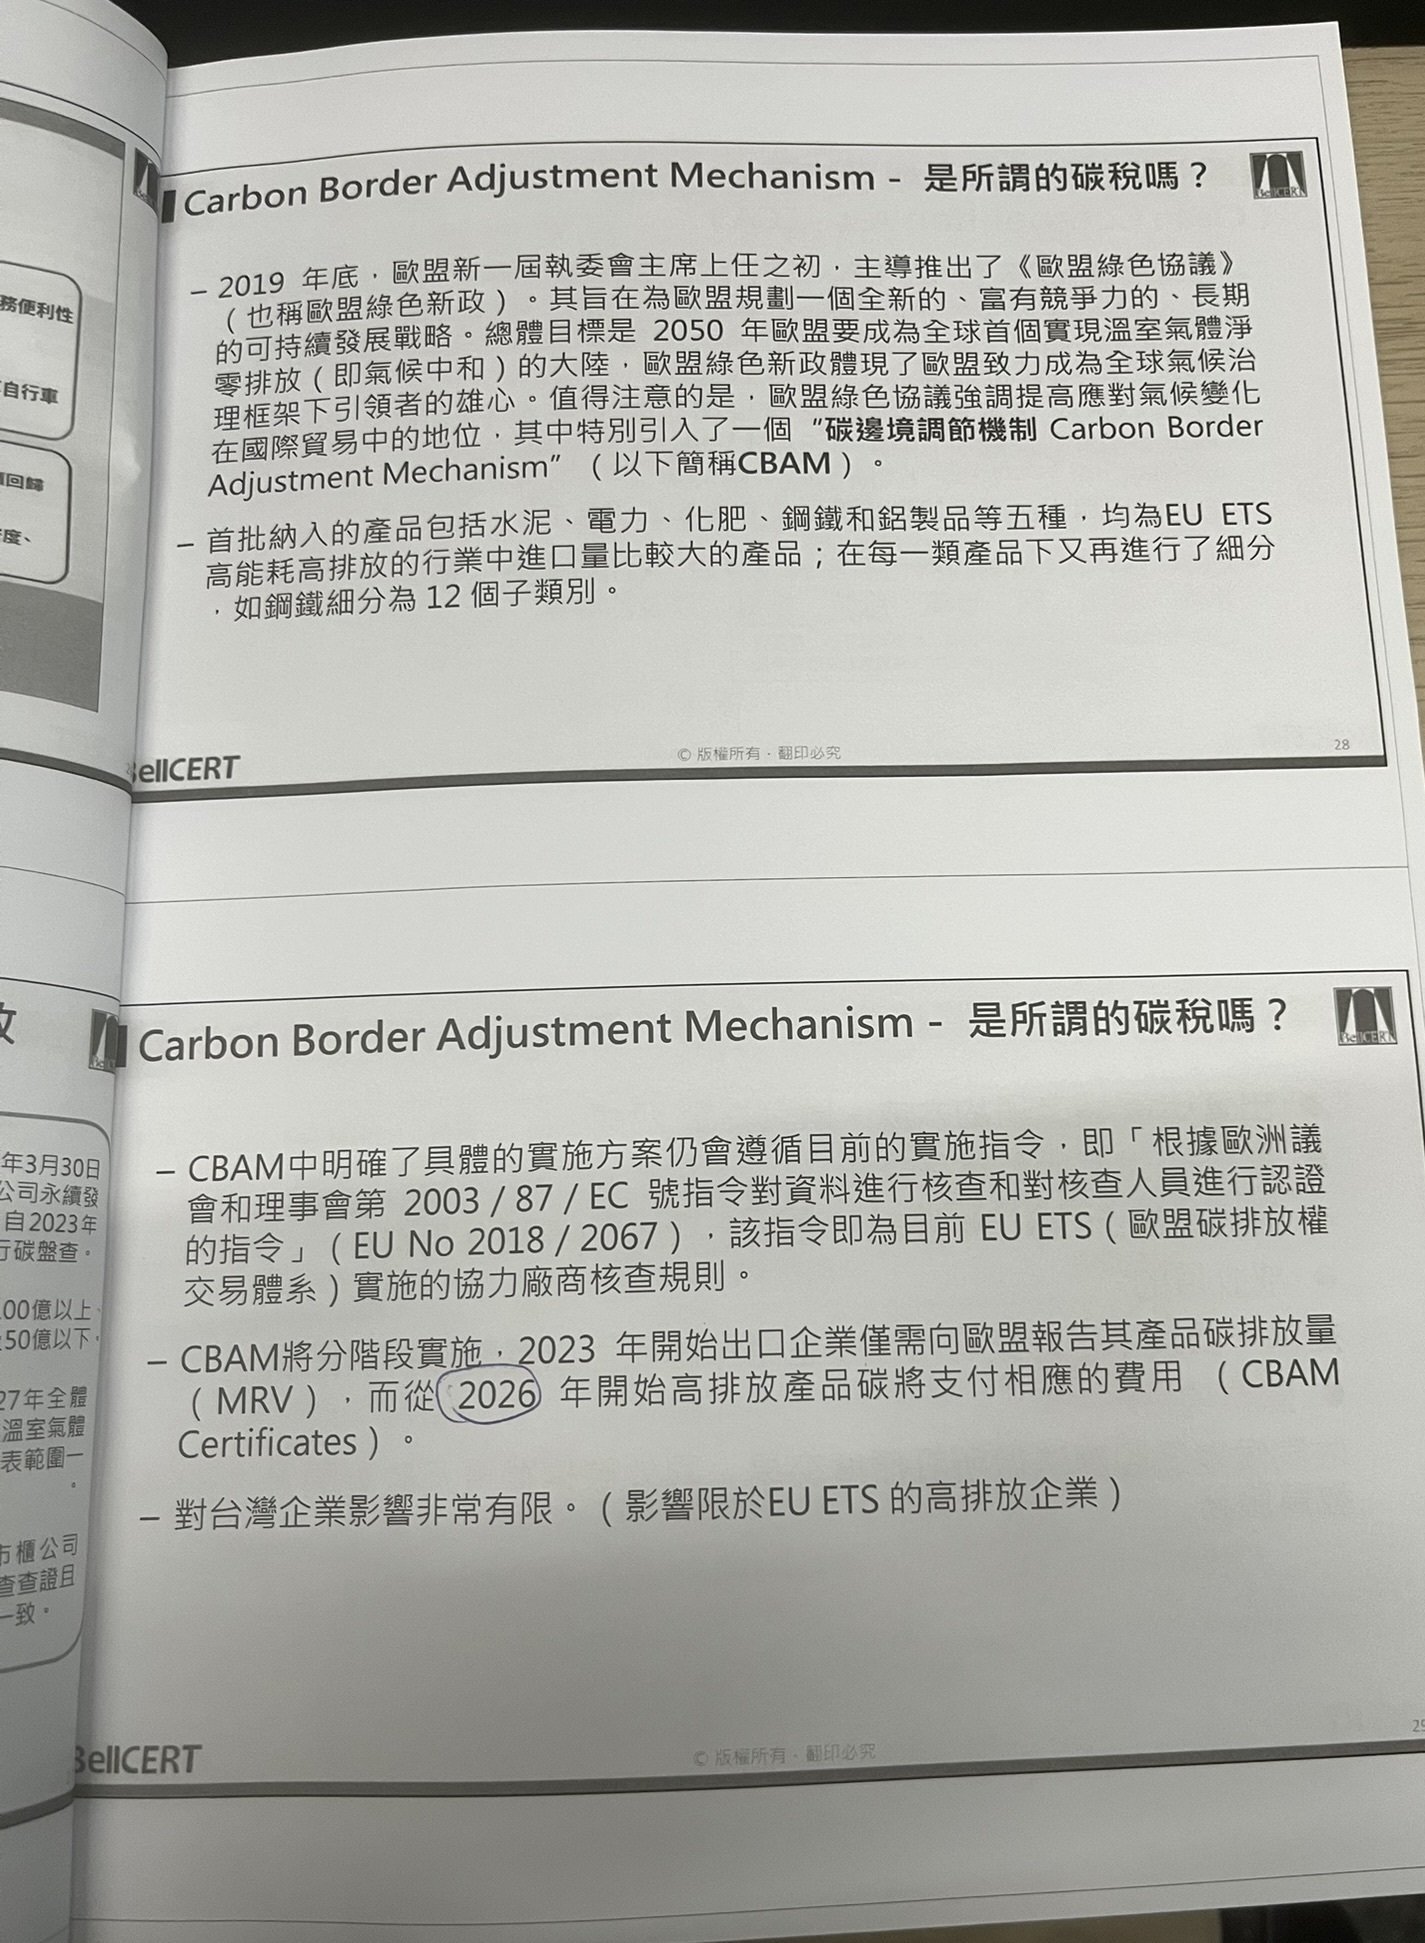 務便利性
自行車
回歸
度、
Carbon Border Adjustment Mechanism - 是所謂的碳稅嗎？
BellCERT
– 2019 年底，歐盟新一屆執委會主席上任之初，主導推出了《歐盟綠色協議》
（也稱歐盟綠色新政）。其旨在為歐盟規劃一個全新的、富有競爭力的、長期
的可持續發展戰略。總體目標是 2050 年歐盟要成為全球首個實現溫室氣體淨
零排放（即氣候中和）的大陸，歐盟綠色新政體現了歐盟致力成為全球氣候治
理框架下引領者的雄心。值得注意的是，歐盟綠色協議強調提高應對氣候變化
在國際貿易中的地位，其中特別引入了一個“碳邊境調節機制 Carbon Border
Adjustment Mechanism”（以下簡稱CBAM）。
– 首批納入的產品包括水泥、電力、化肥、鋼鐵和鋁製品等五種，均為EU ETS
高能耗高排放的行業中進口量比較大的產品；在每一類產品下又再進行了細分
，如鋼鐵細分為 12 個子類別。
ellCERT
© 版權所有．翻印必究
28
年3月30日
公司永續發
自2023年
行碳盤查。
00億以上、
50億以下，
27年全體
溫室氣體
表範圍一
。
市櫃公司
查查證且
一致。
Carbon Border Adjustment Mechanism - 是所謂的碳稅嗎？
BellCERT
– CBAM中明確了具體的實施方案仍會遵循目前的實施指令，即「根據歐洲議
會和理事會第 2003 / 87 / EC 號指令對資料進行核查和對核查人員進行認證
的指令」（EU No 2018 / 2067），該指令即為目前 EU ETS（歐盟碳排放權
交易體系）實施的協力廠商核查規則。
– CBAM將分階段實施，2023 年開始出口企業僅需向歐盟報告其產品碳排放量
（MRV），而從 2026 年開始高排放產品碳將支付相應的費用 （CBAM
Certificates）。
– 對台灣企業影響非常有限。（影響限於EU ETS 的高排放企業）
BellCERT
© 版權所有．翻印必究